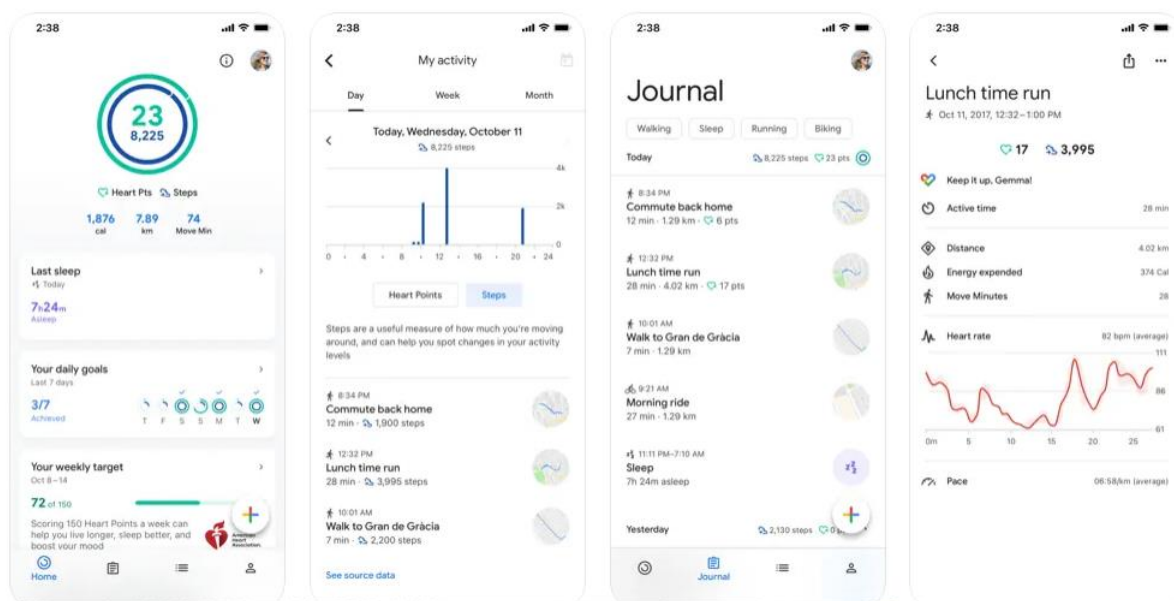 2:38
23
8,225
Heart Pts Steps
1,876 7.89 74
cal km Move Min
Last sleep
Today
7h24m
Asleep
Your daily goals
Last 7 days
3/7
Achieved
T F S S M T W
Your weekly target
Oct 8–14
72 of 150
Scoring 150 Heart Points a week can
help you live longer, sleep better, and
boost your mood
American
Heart
Association.
Home
2:38
My activity
Day Week Month
Today, Wednesday, October 11
8,225 steps
4k
2k
0
0 4 8 12 16 20 24
Heart Points Steps
Steps are a useful measure of how much you're moving
around, and can help you spot changes in your activity
levels
8:34 PM
Commute back home
12 min · 1,900 steps
12:32 PM
Lunch time run
28 min · 3,995 steps
10:01 AM
Walk to Gran de Gràcia
7 min · 2,200 steps
See source data
2:38
Journal
Walking Sleep Running Biking
Today 8,225 steps 23 pts
8:34 PM
Commute back home
12 min · 1.29 km · 6 pts
12:32 PM
Lunch time run
28 min · 4.02 km · 17 pts
10:01 AM
Walk to Gran de Gràcia
7 min · 1.29 km
9:21 AM
Morning ride
27 min · 1.29 km
11:11 PM–7:10 AM
Sleep
7h 24m asleep
Yesterday 2,130 steps 0
Journal
2:38
Lunch time run
Oct 11, 2017, 12:32–1:00 PM
17 3,995
Keep it up, Gemma!
Active time 28 min
Distance 4.02 km
Energy expended 374 Cal
Move Minutes 28
Heart rate 82 bpm (average)
111
86
61
0m 5 10 15 20 25
Pace 06:58/km (average)